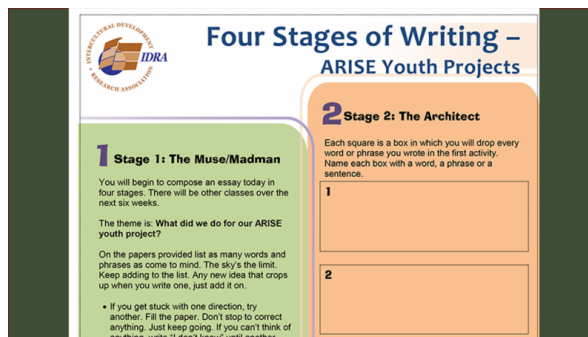 INTERCULTURAL DEVELOPMENT
RESEARCH ASSOCIATION
IDRA
Four Stages of Writing –
ARISE Youth Projects
1 Stage 1: The Muse/Madman
You will begin to compose an essay today in
four stages. There will be other classes over the
next six weeks.
The theme is: What did we do for our ARISE
youth project?
On the papers provided list as many words and
phrases as come to mind. The sky's the limit.
Keep adding to the list. Any new idea that crops
up when you write one, just add it on.
• If you get stuck with one direction, try
another. Fill the paper. Don't stop to correct
anything. Just keep going. If you can't think of
anything, write "I don't know" until another
2 Stage 2: The Architect
Each square is a box in which you will drop every
word or phrase you wrote in the first activity.
Name each box with a word, a phrase or a
sentence.
1
2